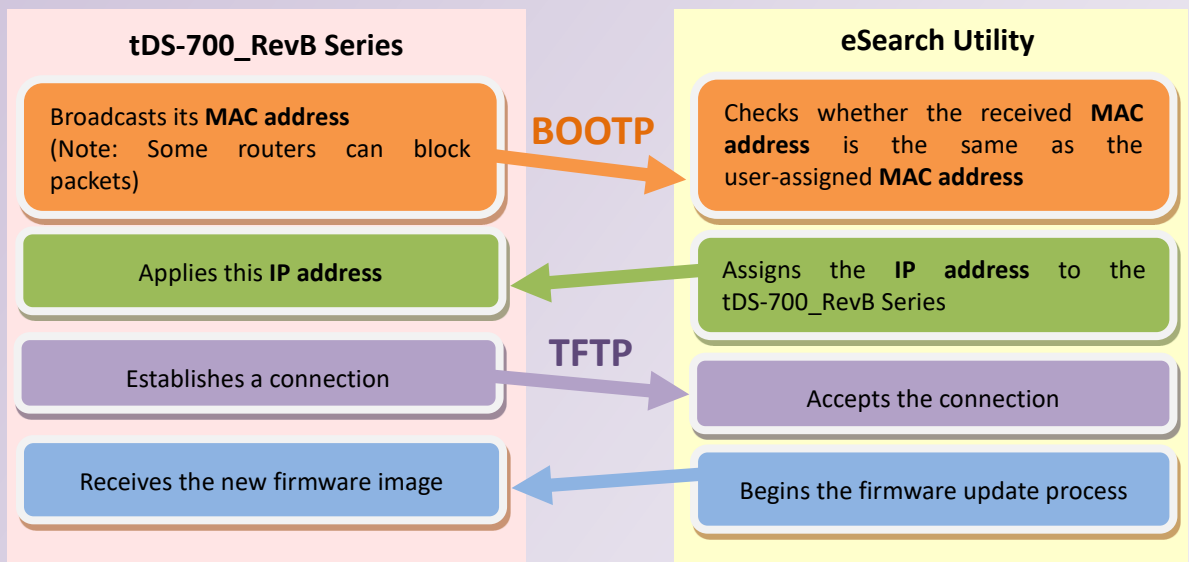 tDS-700_RevB Series
eSearch Utility
Broadcasts its MAC address
(Note: Some routers can block
packets)
BOOTP
Checks whether the received MAC
address is the same as the
user-assigned MAC address
Applies this IP address
Assigns the IP address to the
tDS-700_RevB Series
Establishes a connection
TFTP
Accepts the connection
Receives the new firmware image
Begins the firmware update process